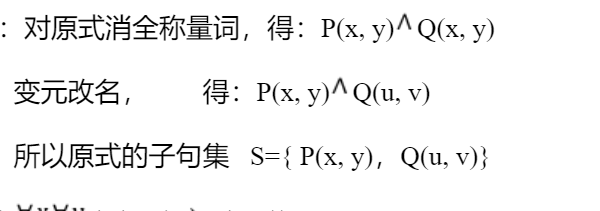 ：对原式消全称量词，得：P(x, y)^Q(x, y)
变元改名， 得：P(x, y)^Q(u, v)
所以原式的子句集 S={ P(x, y)，Q(u, v)}